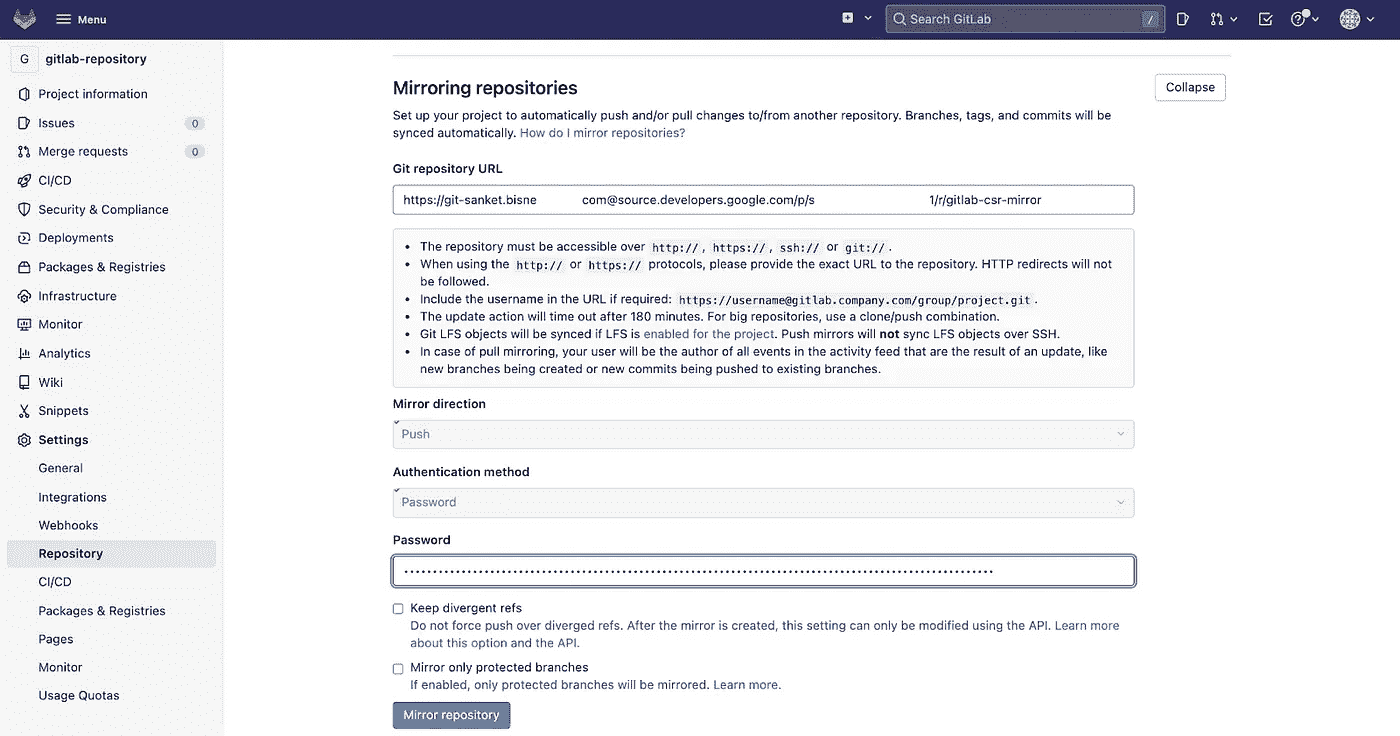 Menu
Search GitLab
/
G
gitlab-repository
Project information
Issues
0
Merge requests
0
CI/CD
Security & Compliance
Deployments
Packages & Registries
Infrastructure
Monitor
Analytics
Wiki
Snippets
Settings
General
Integrations
Webhooks
Repository
CI/CD
Packages & Registries
Pages
Monitor
Usage Quotas
Mirroring repositories
Collapse
Set up your project to automatically push and/or pull changes to/from another repository. Branches, tags, and commits will be
synced automatically. How do I mirror repositories?
Git repository URL
https://git-sanket.bisne com@source.developers.google.com/p/s 1/r/gitlab-csr-mirror
• The repository must be accessible over http://, https://, ssh:// or git://.
• When using the http:// or https:// protocols, please provide the exact URL to the repository. HTTP redirects will not
be followed.
• Include the username in the URL if required: https://username@gitlab.company.com/group/project.git.
• The update action will time out after 180 minutes. For big repositories, use a clone/push combination.
• Git LFS objects will be synced if LFS is enabled for the project. Push mirrors will not sync LFS objects over SSH.
• In case of pull mirroring, your user will be the author of all events in the activity feed that are the result of an update, like
new branches being created or new commits being pushed to existing branches.
Mirror direction
Push
Authentication method
Password
Password
Keep divergent refs
Do not force push over diverged refs. After the mirror is created, this setting can only be modified using the API. Learn more
about this option and the API.
Mirror only protected branches
If enabled, only protected branches will be mirrored. Learn more.
Mirror repository